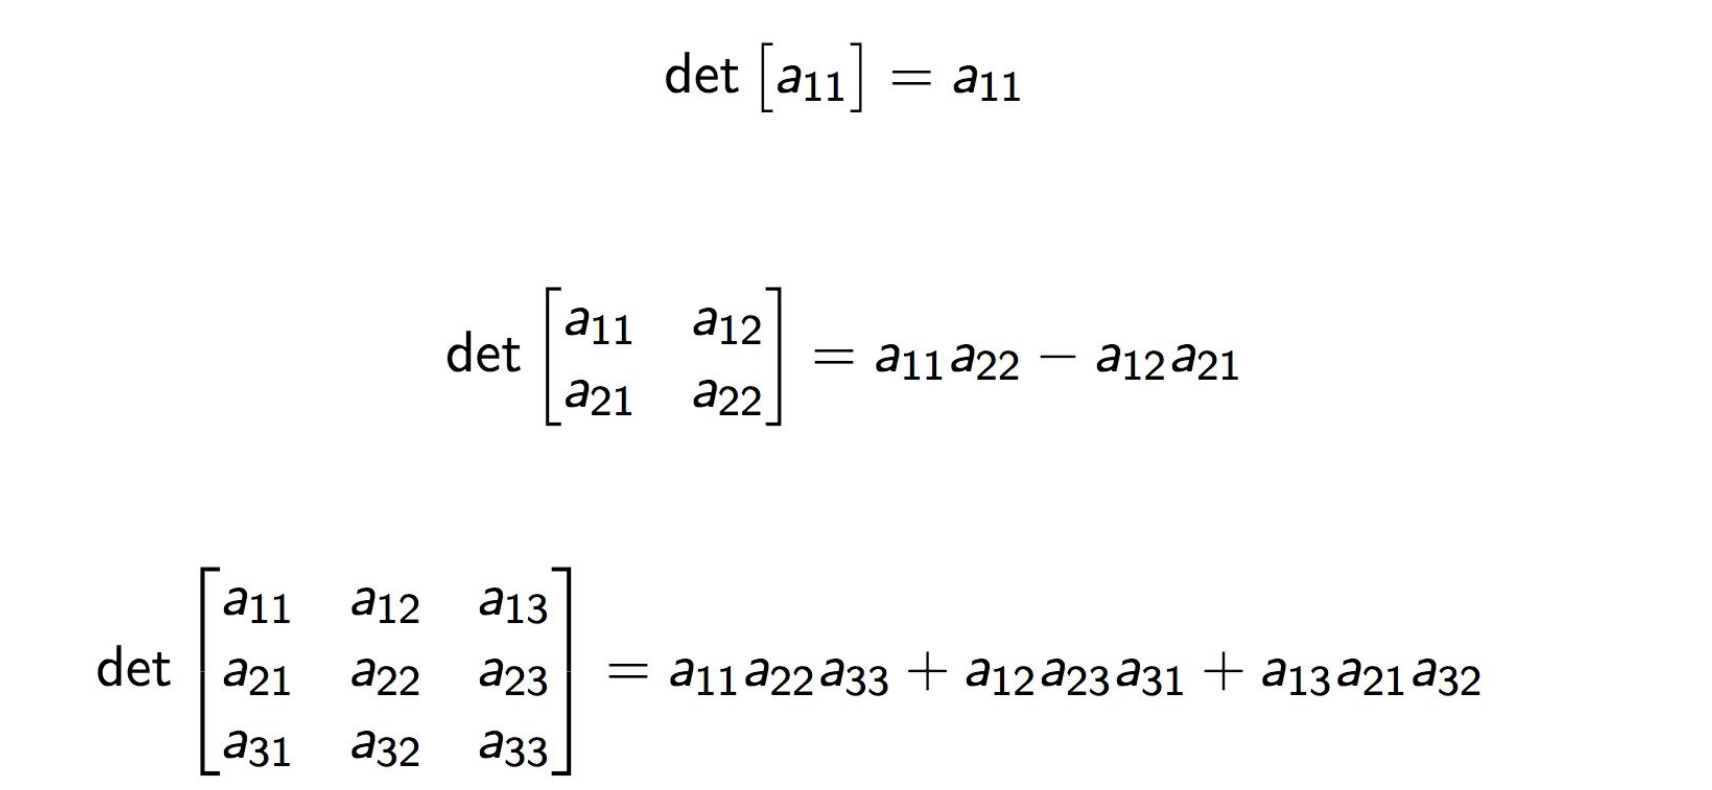 det [a₁₁] = a₁₁
det [a₁₁ a₁₂
a₂₁ a₂₂] = a₁₁a₂₂ − a₁₂a₂₁
det [a₁₁ a₁₂ a₁₃
a₂₁ a₂₂ a₂₃
a₃₁ a₃₂ a₃₃] = a₁₁a₂₂a₃₃ + a₁₂a₂₃a₃₁ + a₁₃a₂₁a₃₂